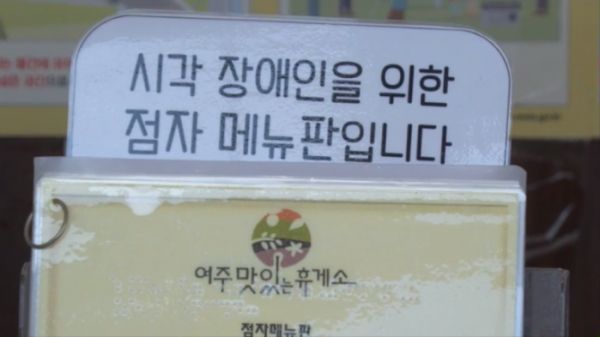 시각 장애인을 위한
점자 메뉴판입니다
여주 맛있는 휴게소
점자메뉴판